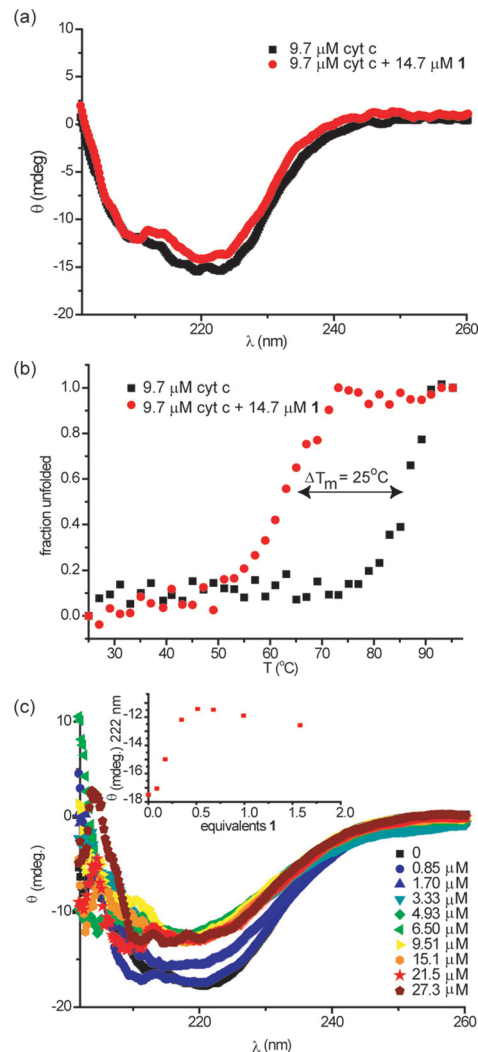 (a)
9.7 μM cyt c
9.7 μM cyt c + 14.7 μM 1
10
5
0
-5
-10
-15
-20
θ (mdeg)
220
240
260
λ (nm)
(b)
9.7 μM cyt c
9.7 μM cyt c + 14.7 μM 1
1.0
0.8
0.6
0.4
0.2
0.0
fraction unfolded
ΔTm = 25°C
30
40
50
60
70
80
90
T (°C)
(c)
-12
-14
-16
-18
θ (mdeg.) 222 nm
0.0
0.5
1.0
1.5
2.0
equivalents 1
10
0
-10
-20
θ (mdeg.)
0
0.85 μM
1.70 μM
3.33 μM
4.93 μM
6.50 μM
9.51 μM
15.1 μM
21.5 μM
27.3 μM
220
240
260
λ (nm)